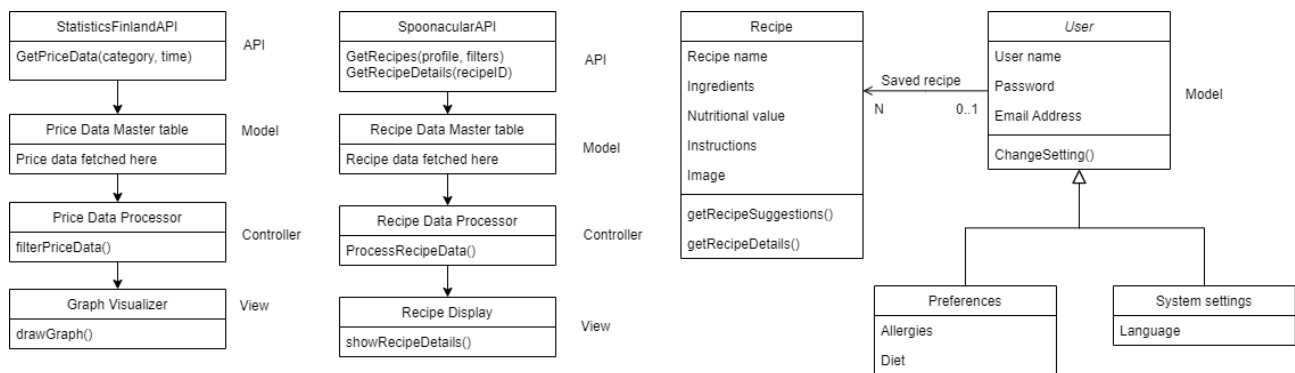 StatisticsFinlandAPI
GetPriceData(category, time)
API
Price Data Master table
Price data fetched here
Model
Price Data Processor
filterPriceData()
Controller
Graph Visualizer
drawGraph()
View
SpoonacularAPI
GetRecipes(profile, filters)
GetRecipeDetails(recipeID)
API
Recipe Data Master table
Recipe data fetched here
Model
Recipe Data Processor
ProcessRecipeData()
Controller
Recipe Display
showRecipeDetails()
View
Recipe
Recipe name
Ingredients
Nutritional value
Instructions
Image
getRecipeSuggestions()
getRecipeDetails()
Saved recipe
N
0..1
User
User name
Password
Email Address
ChangeSetting()
Model
Preferences
Allergies
Diet
System settings
Language